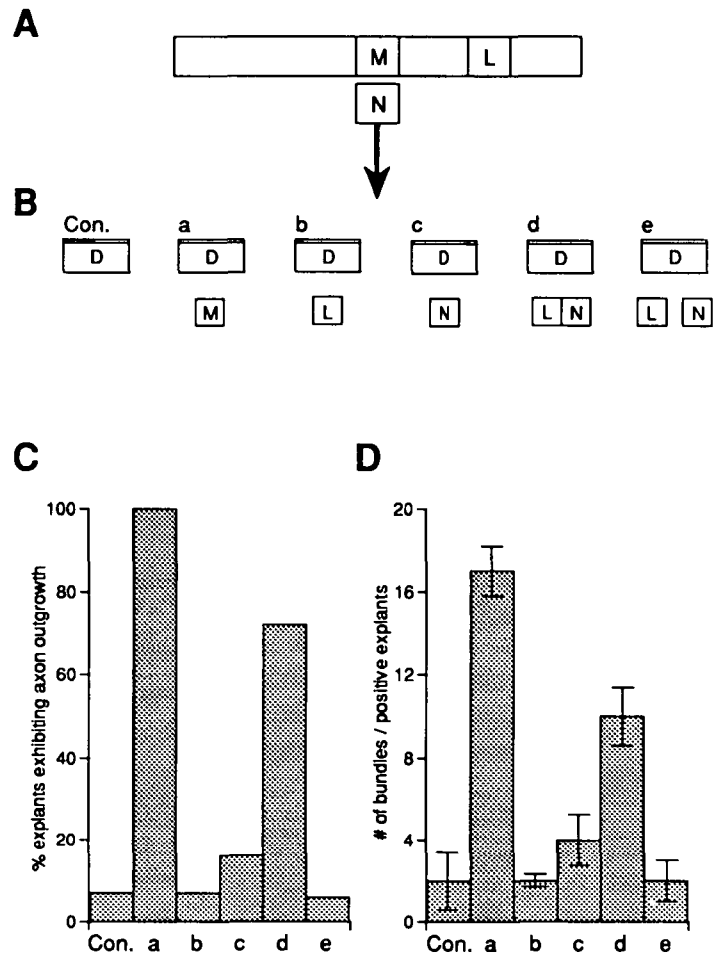 A
M L
N
B
Con. a b c d e
D D D D D D
M L N L N L N
C
% explants exhibiting axon outgrowth
100
80
60
40
20
0
Con. a b c d e
D
# of bundles / positive explants
20
16
12
8
4
0
Con. a b c d e